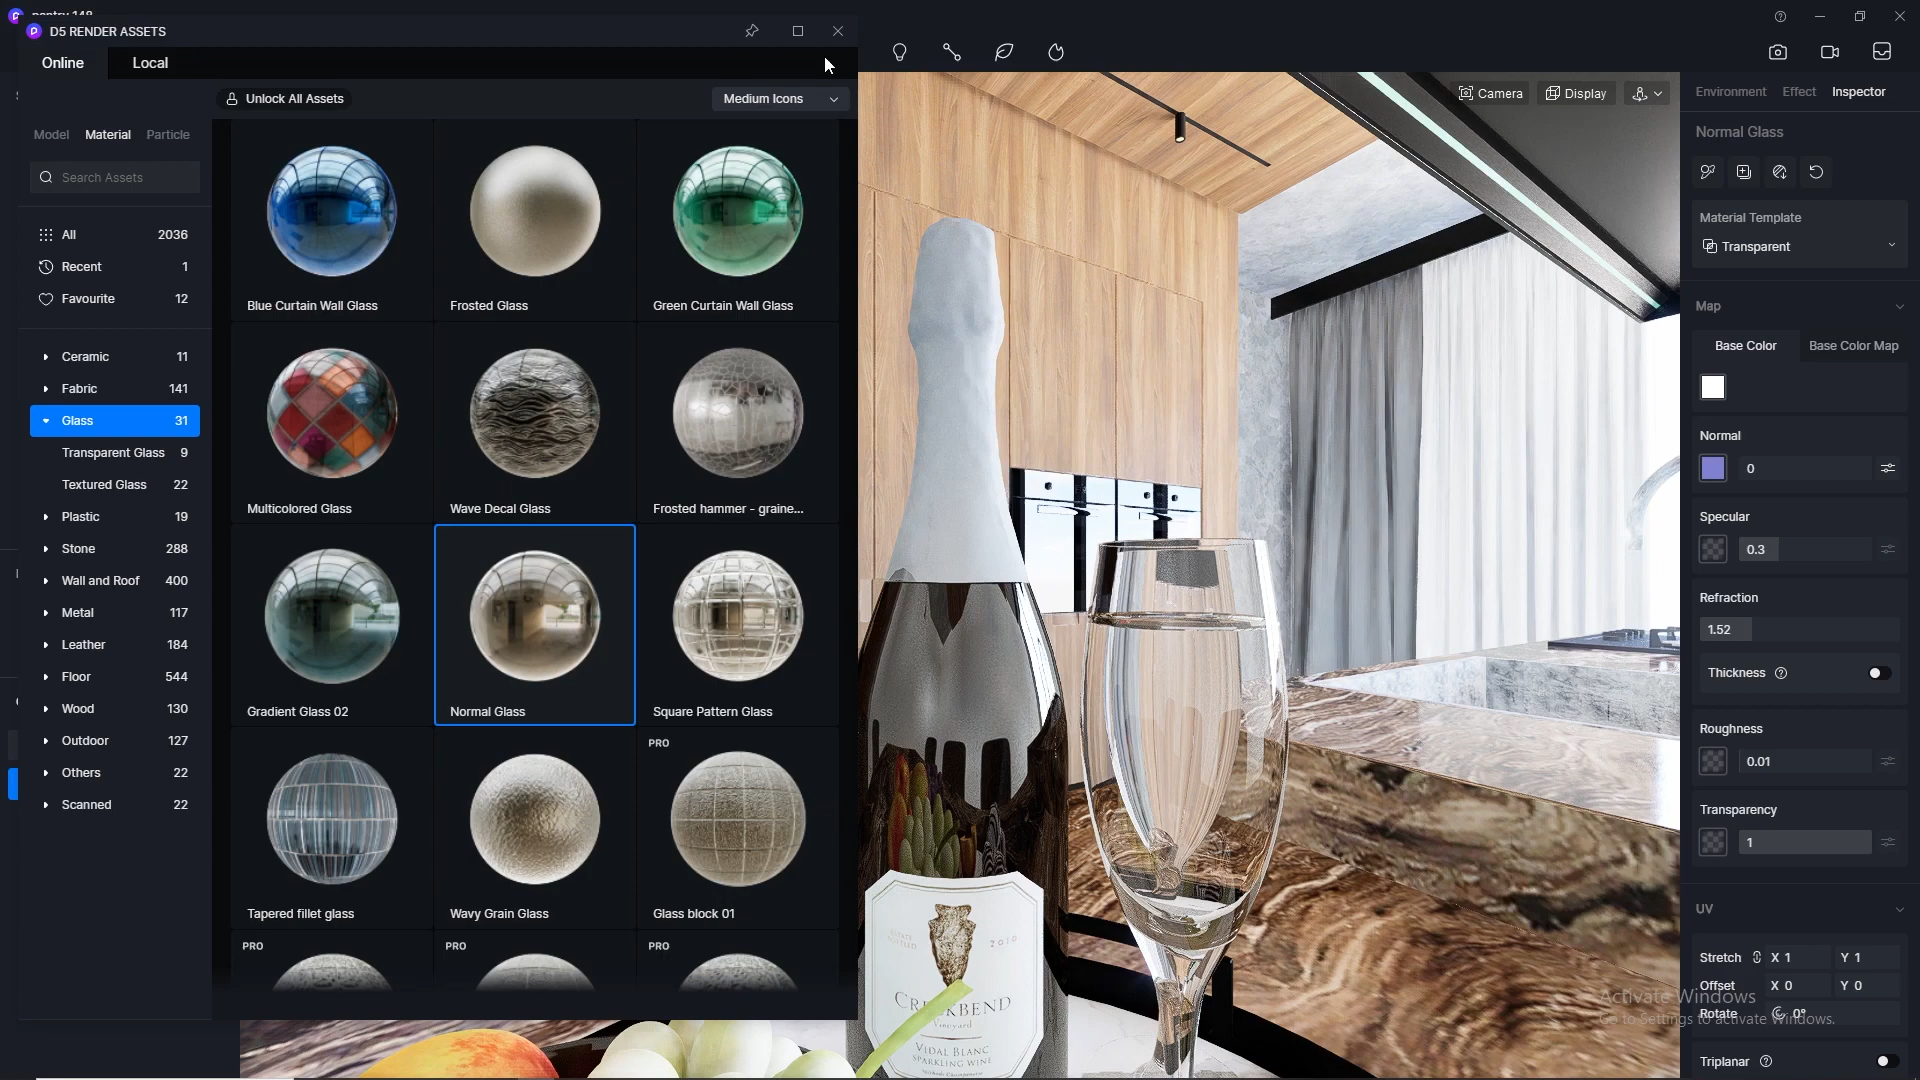 D5 RENDER ASSETS
Online
Local
Unlock All Assets
Medium Icons
Model
Material
Particle
Search Assets
All 2036
Recent 1
Favourite 12
Ceramic 11
Fabric 141
Glass 31
Transparent Glass 9
Textured Glass 22
Plastic 19
Stone 288
Wall and Roof 400
Metal 117
Leather 184
Floor 544
Wood 130
Outdoor 127
Others 22
Scanned 22
Blue Curtain Wall Glass
Frosted Glass
Green Curtain Wall Glass
Multicolored Glass
Wave Decal Glass
Frosted hammer - graine...
Gradient Glass 02
Normal Glass
Square Pattern Glass
PRO
Tapered fillet glass
Wavy Grain Glass
Glass block 01
PRO
PRO
PRO
Camera
Display
ESTATE
BOTTLED
2010
Vineyard
VIDAL BLANC
SPARKLING WINE
Environment
Effect
Inspector
Normal Glass
Material Template
Transparent
Map
Base Color
Base Color Map
Normal
0
Specular
0.3
Refraction
1.52
Thickness
Roughness
0.01
Transparency
1
UV
Stretch X 1 Y 1
Offset X 0 Y 0
Rotate 0°
Activate Windows
Go to Settings to activate Windows.
Triplanar